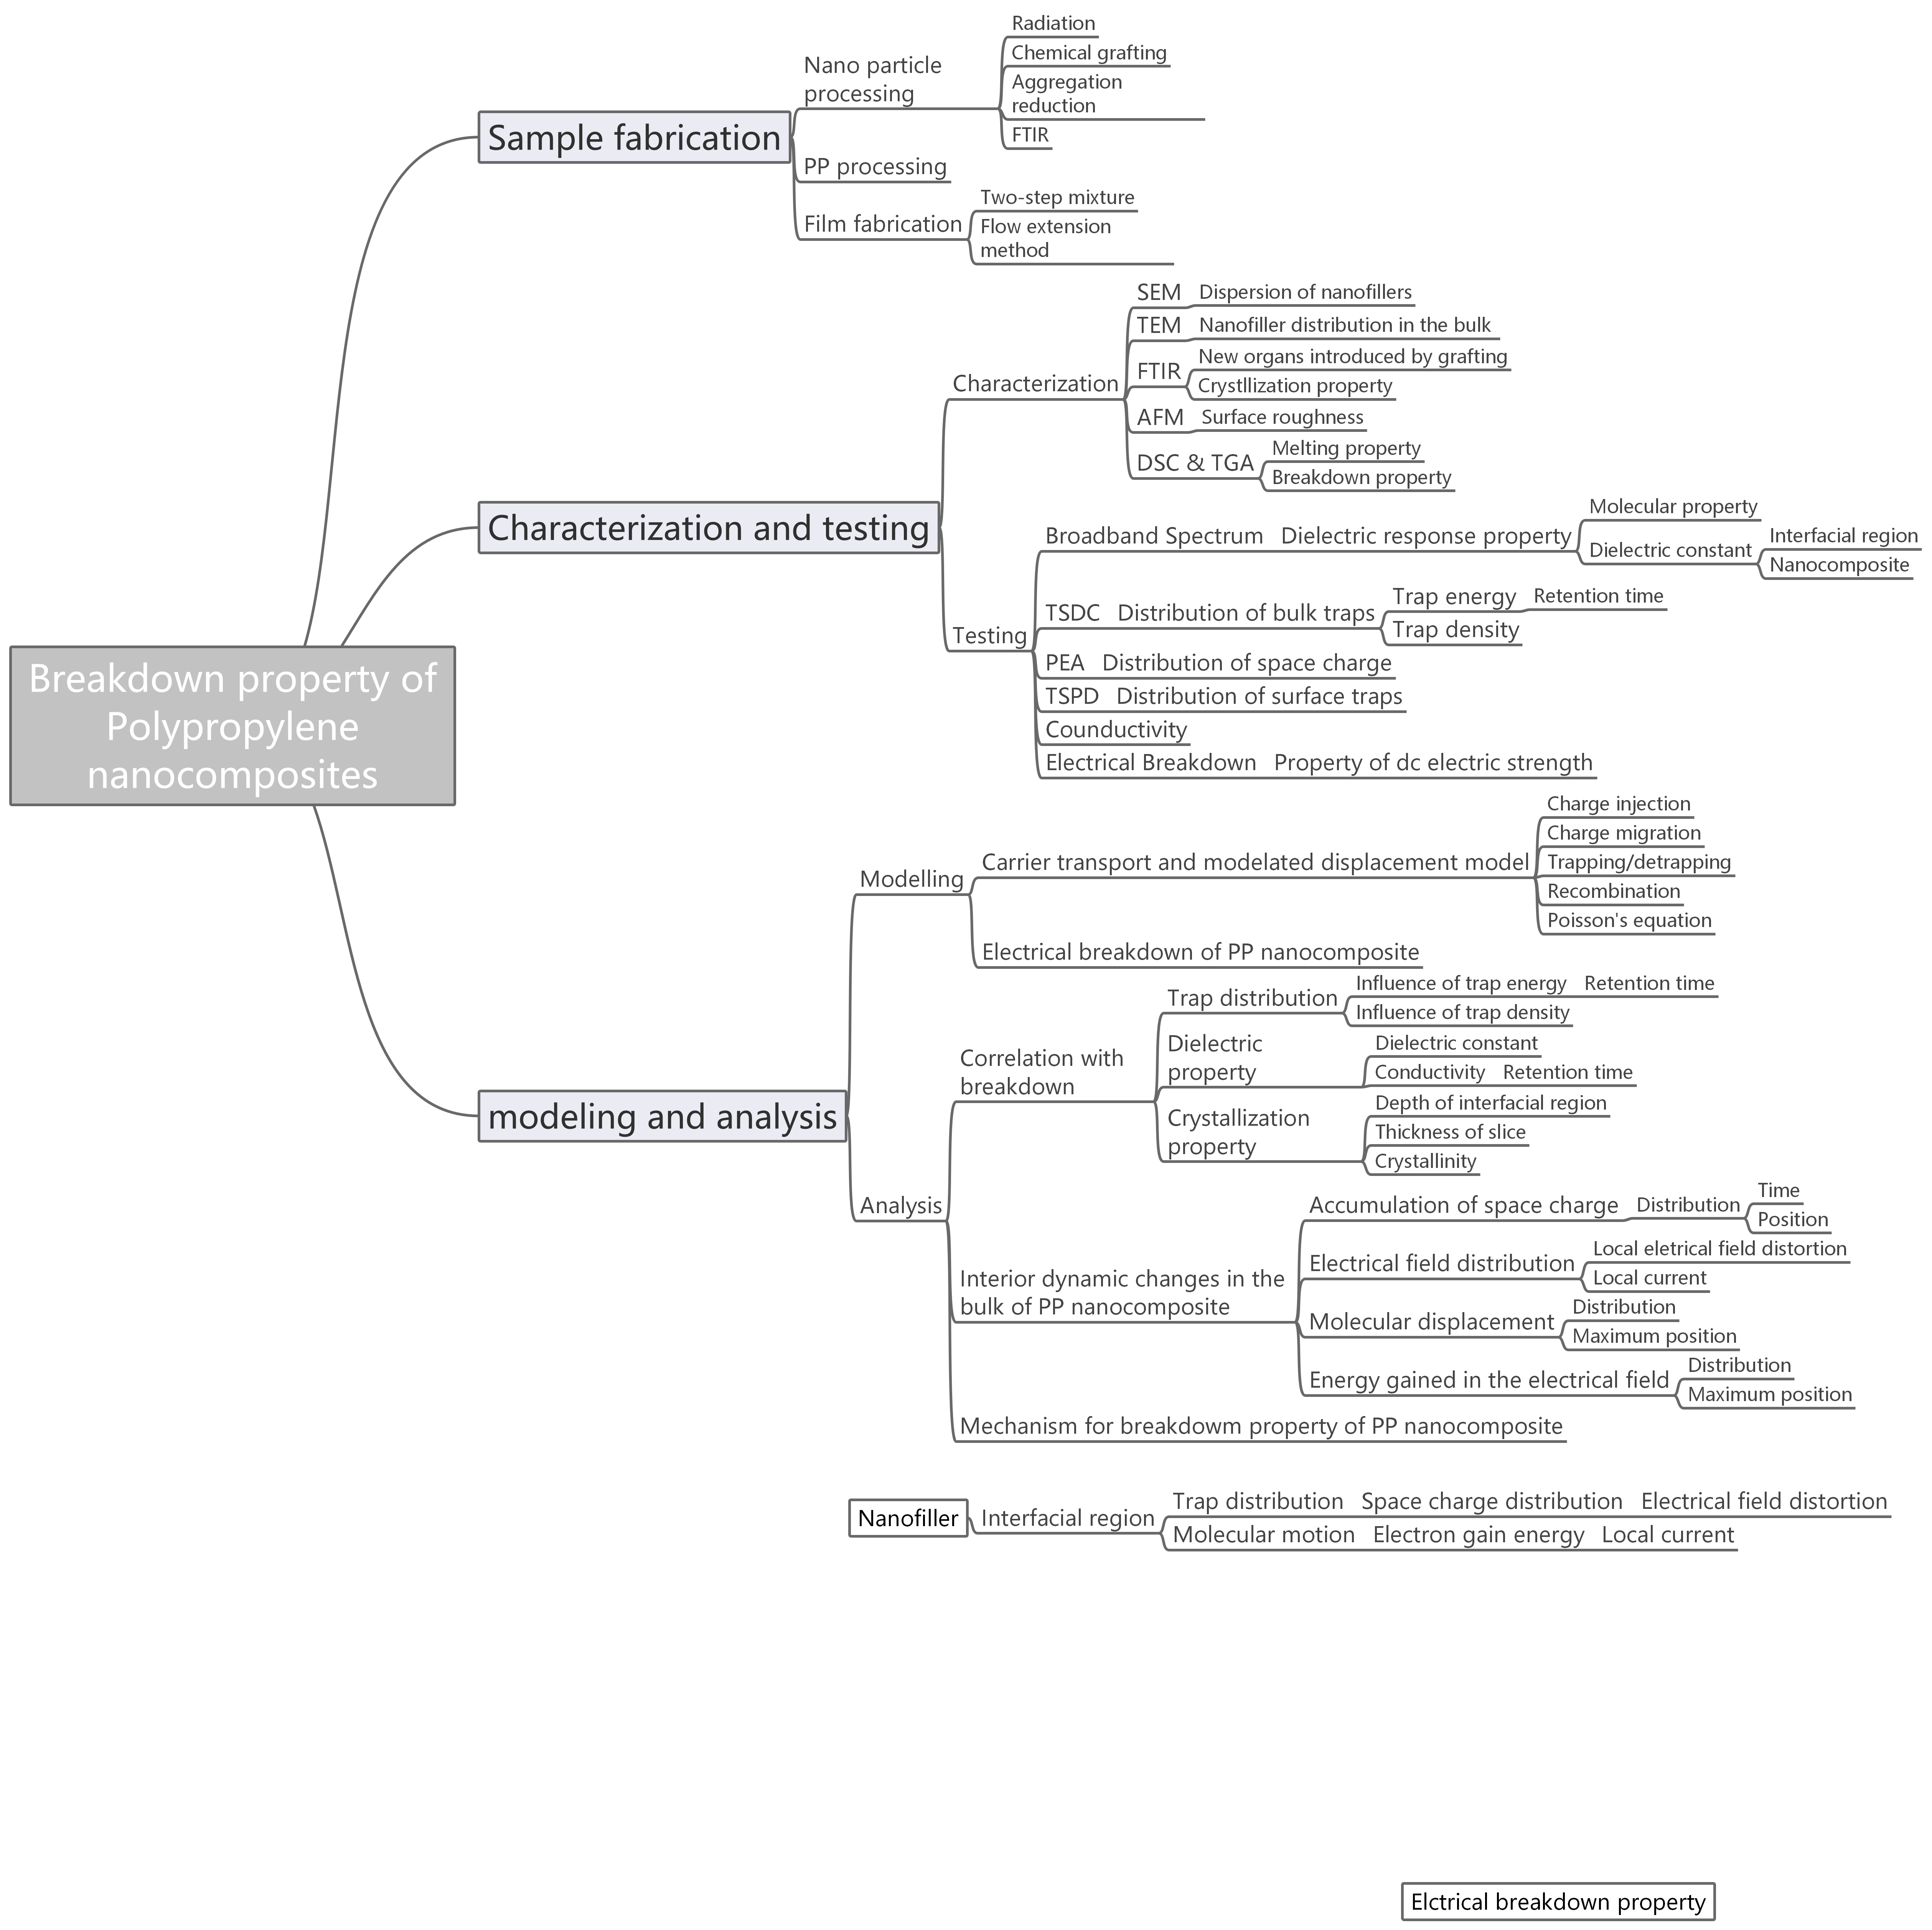 Breakdown property of
Polypropylene
nanocomposites
Sample fabrication
Nano particle
processing
Radiation
Chemical grafting
Aggregation
reduction
FTIR
PP processing
Film fabrication
Two-step mixture
Flow extension
method
Characterization and testing
Characterization
SEM
Dispersion of nanofillers
TEM
Nanofiller distribution in the bulk
FTIR
New organs introduced by grafting
Crystllization property
AFM
Surface roughness
DSC & TGA
Melting property
Breakdown property
Testing
Broadband Spectrum
Dielectric response property
Molecular property
Dielectric constant
Interfacial region
Nanocomposite
TSDC
Distribution of bulk traps
Trap energy
Retention time
Trap density
PEA
Distribution of space charge
TSPD
Distribution of surface traps
Counductivity
Electrical Breakdown
Property of dc electric strength
modeling and analysis
Modelling
Carrier transport and modelated displacement model
Charge injection
Charge migration
Trapping/detrapping
Recombination
Poisson's equation
Electrical breakdown of PP nanocomposite
Analysis
Correlation with
breakdown
Trap distribution
Influence of trap energy
Retention time
Influence of trap density
Dielectric
property
Dielectric constant
Conductivity
Retention time
Crystallization
property
Depth of interfacial region
Thickness of slice
Crystallinity
Interior dynamic changes in the
bulk of PP nanocomposite
Accumulation of space charge
Distribution
Time
Position
Electrical field distribution
Local eletrical field distortion
Local current
Molecular displacement
Distribution
Maximum position
Energy gained in the electrical field
Distribution
Maximum position
Mechanism for breakdowm property of PP nanocomposite
Nanofiller
Interfacial region
Trap distribution
Space charge distribution
Electrical field distortion
Molecular motion
Electron gain energy
Local current
Elctrical breakdown property